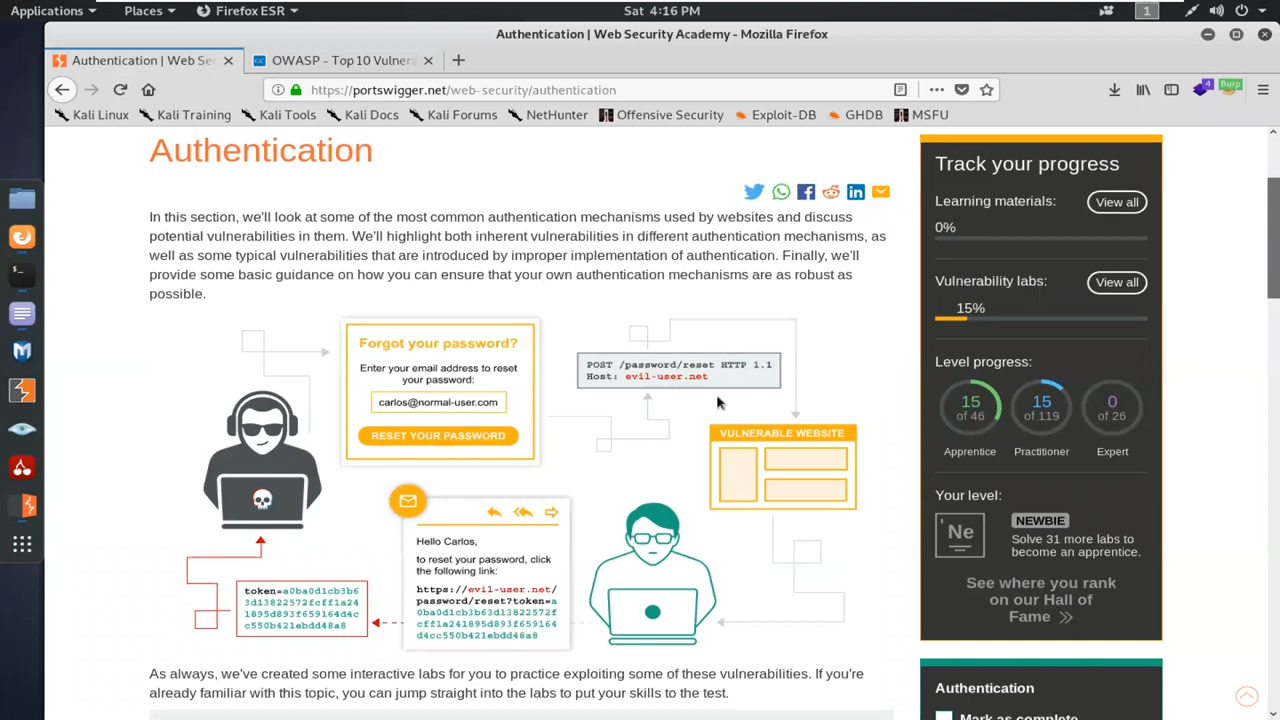 Applications
Places
Firefox ESR
Sat 4:16 PM
1
Authentication | Web Security Academy - Mozilla Firefox
Authentication | Web Sec
OWASP - Top 10 Vulnera
https://portswigger.net/web-security/authentication
4
Burp
Kali Linux
Kali Training
Kali Tools
Kali Docs
Kali Forums
NetHunter
Offensive Security
Exploit-DB
GHDB
MSFU
Authentication
In this section, we'll look at some of the most common authentication mechanisms used by websites and discuss
potential vulnerabilities in them. We'll highlight both inherent vulnerabilities in different authentication mechanisms, as
well as some typical vulnerabilities that are introduced by improper implementation of authentication. Finally, we'll
provide some basic guidance on how you can ensure that your own authentication mechanisms are as robust as
possible.
Forgot your password?
Enter your email address to reset
your password:
carlos@normal-user.com
RESET YOUR PASSWORD
POST /password/reset HTTP 1.1
Host: evil-user.net
VULNERABLE WEBSITE
Hello Carlos,
to reset your password, click
the following link:
https://evil-user.net/
password/reset?token=a
0ba0d1cb3b63d13822572f
cff1a241895d893f659164
d4cc550b421ebdd48a8
token=a0ba0d1cb3b6
3d13822572fcff1a24
1895d893f659164d4c
c550b421ebdd48a8
As always, we've created some interactive labs for you to practice exploiting some of these vulnerabilities. If you're
already familiar with this topic, you can jump straight into the labs to put your skills to the test.
Track your progress
Learning materials:
View all
0%
Vulnerability labs:
View all
15%
Level progress:
15
of 46
15
of 119
0
of 26
Apprentice
Practitioner
Expert
Your level:
Ne
NEWBIE
Solve 31 more labs to
become an apprentice.
See where you rank
on our Hall of
Fame
Authentication
Mark as complete